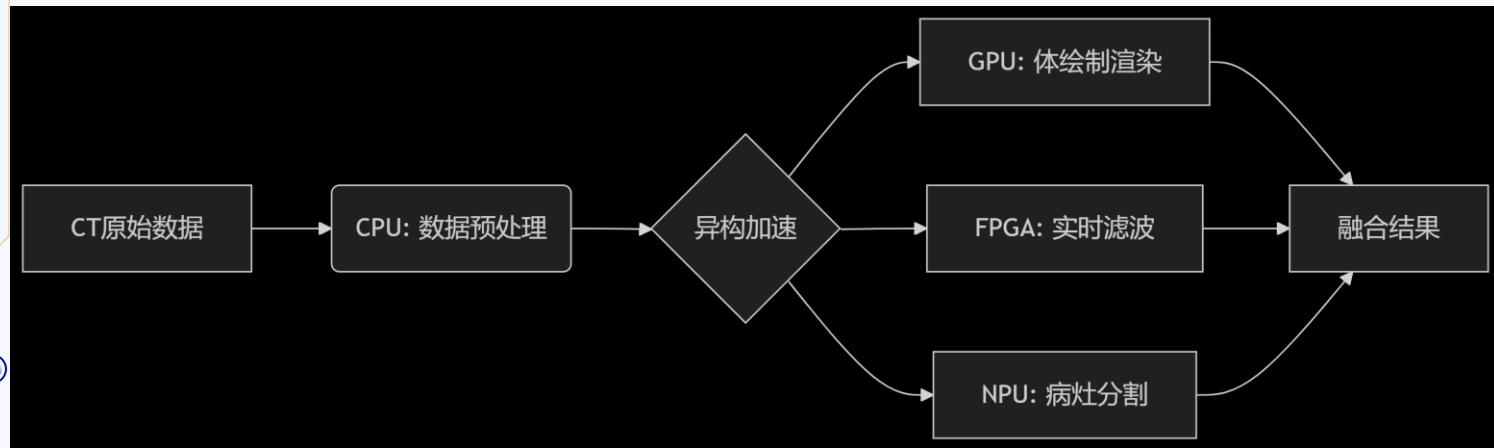 CT原始数据
CPU: 数据预处理
异构加速
GPU: 体绘制渲染
FPGA: 实时滤波
NPU: 病灶分割
融合结果